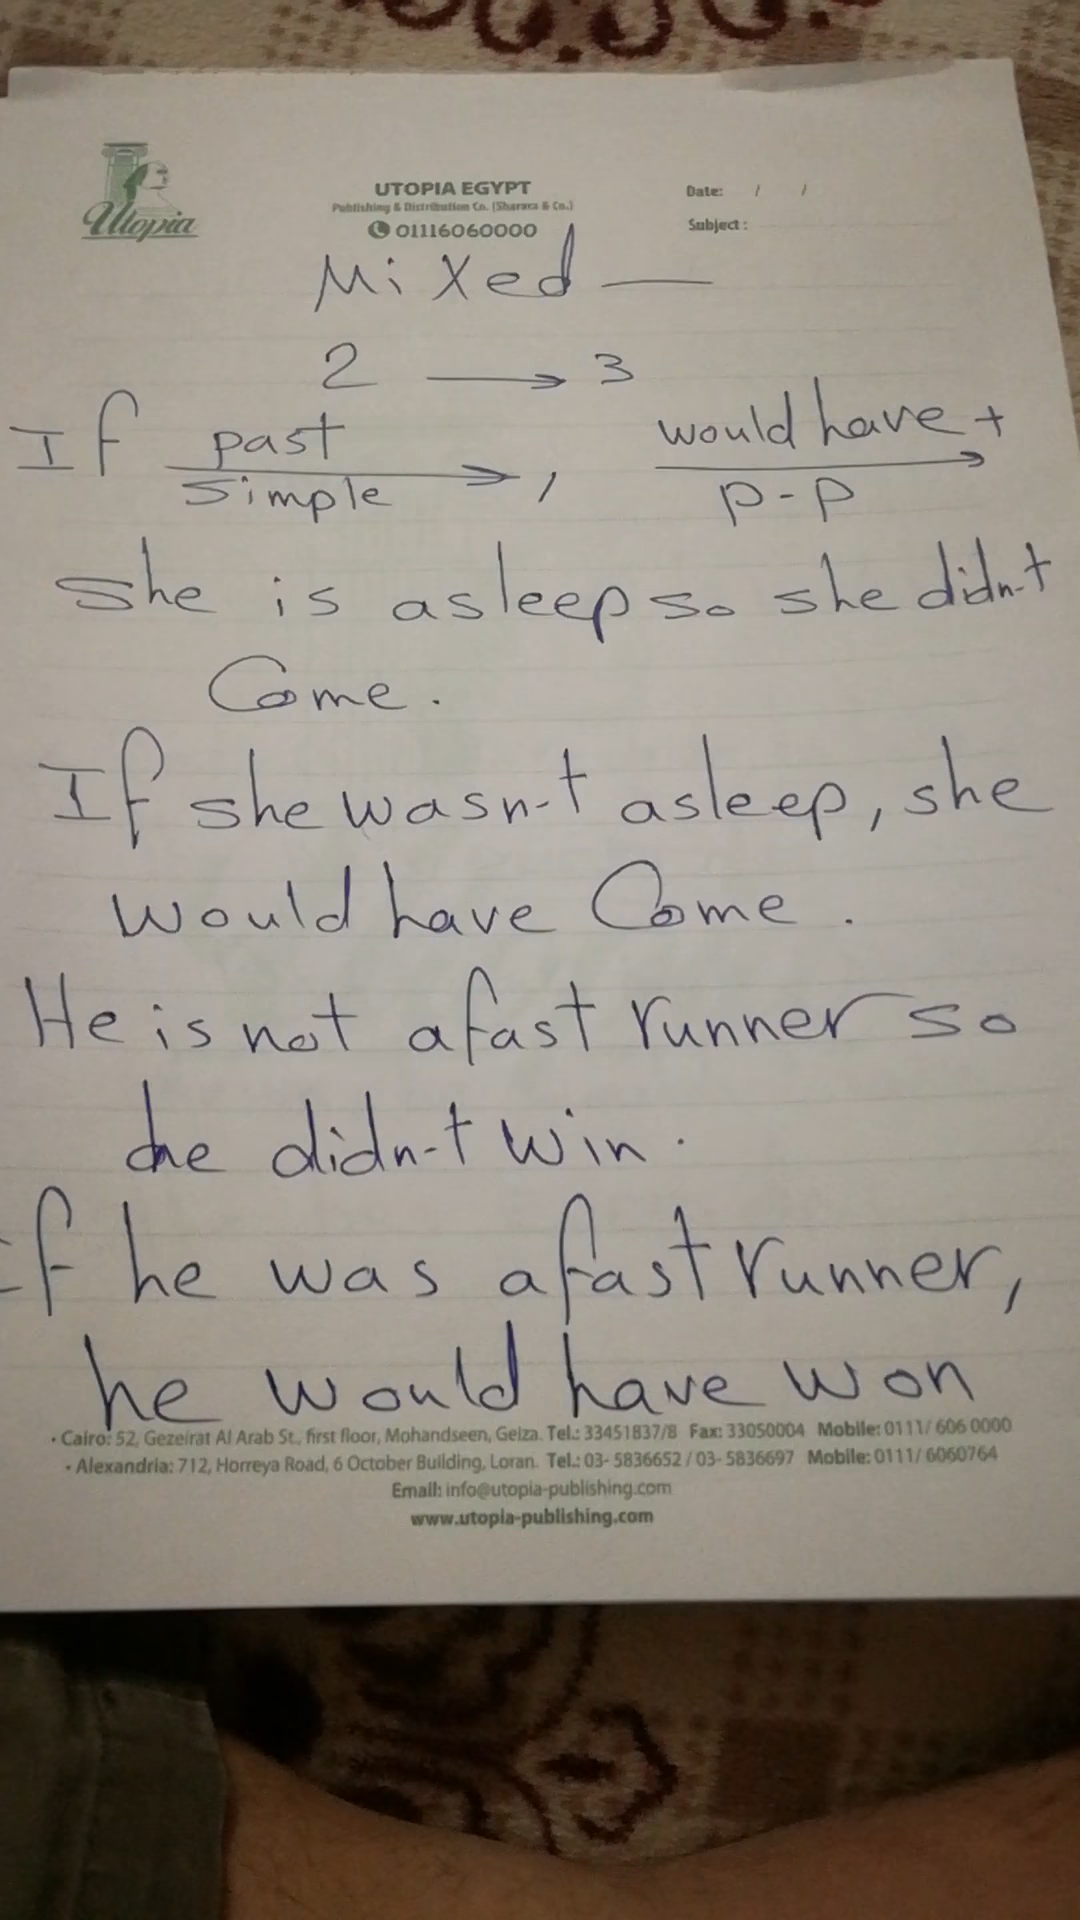 Utopia
UTOPIA EGYPT
Publishing & Distribution Co. (Sharara & Co.)
01116060000
Date: / /
Subject:
Mixed —
2 → 3
If past simple →, would have + p-p →
She is asleep so she didn-t
Come.
If she wasn-t asleep, she
would have Come.
He is not a fast runner so
he didn-t win.
If he was a fast runner,
he would have won
• Cairo: 52, Gezeirat Al Arab St., first floor, Mohandseen, Geiza. Tel.: 33451837/8 Fax: 33050004 Mobile: 0111/ 606 0000
• Alexandria: 712, Horreya Road, 6 October Building, Loran. Tel.: 03- 5836652 / 03- 5836697 Mobile: 0111/ 6060764
Email: info@utopia-publishing.com
www.utopia-publishing.com